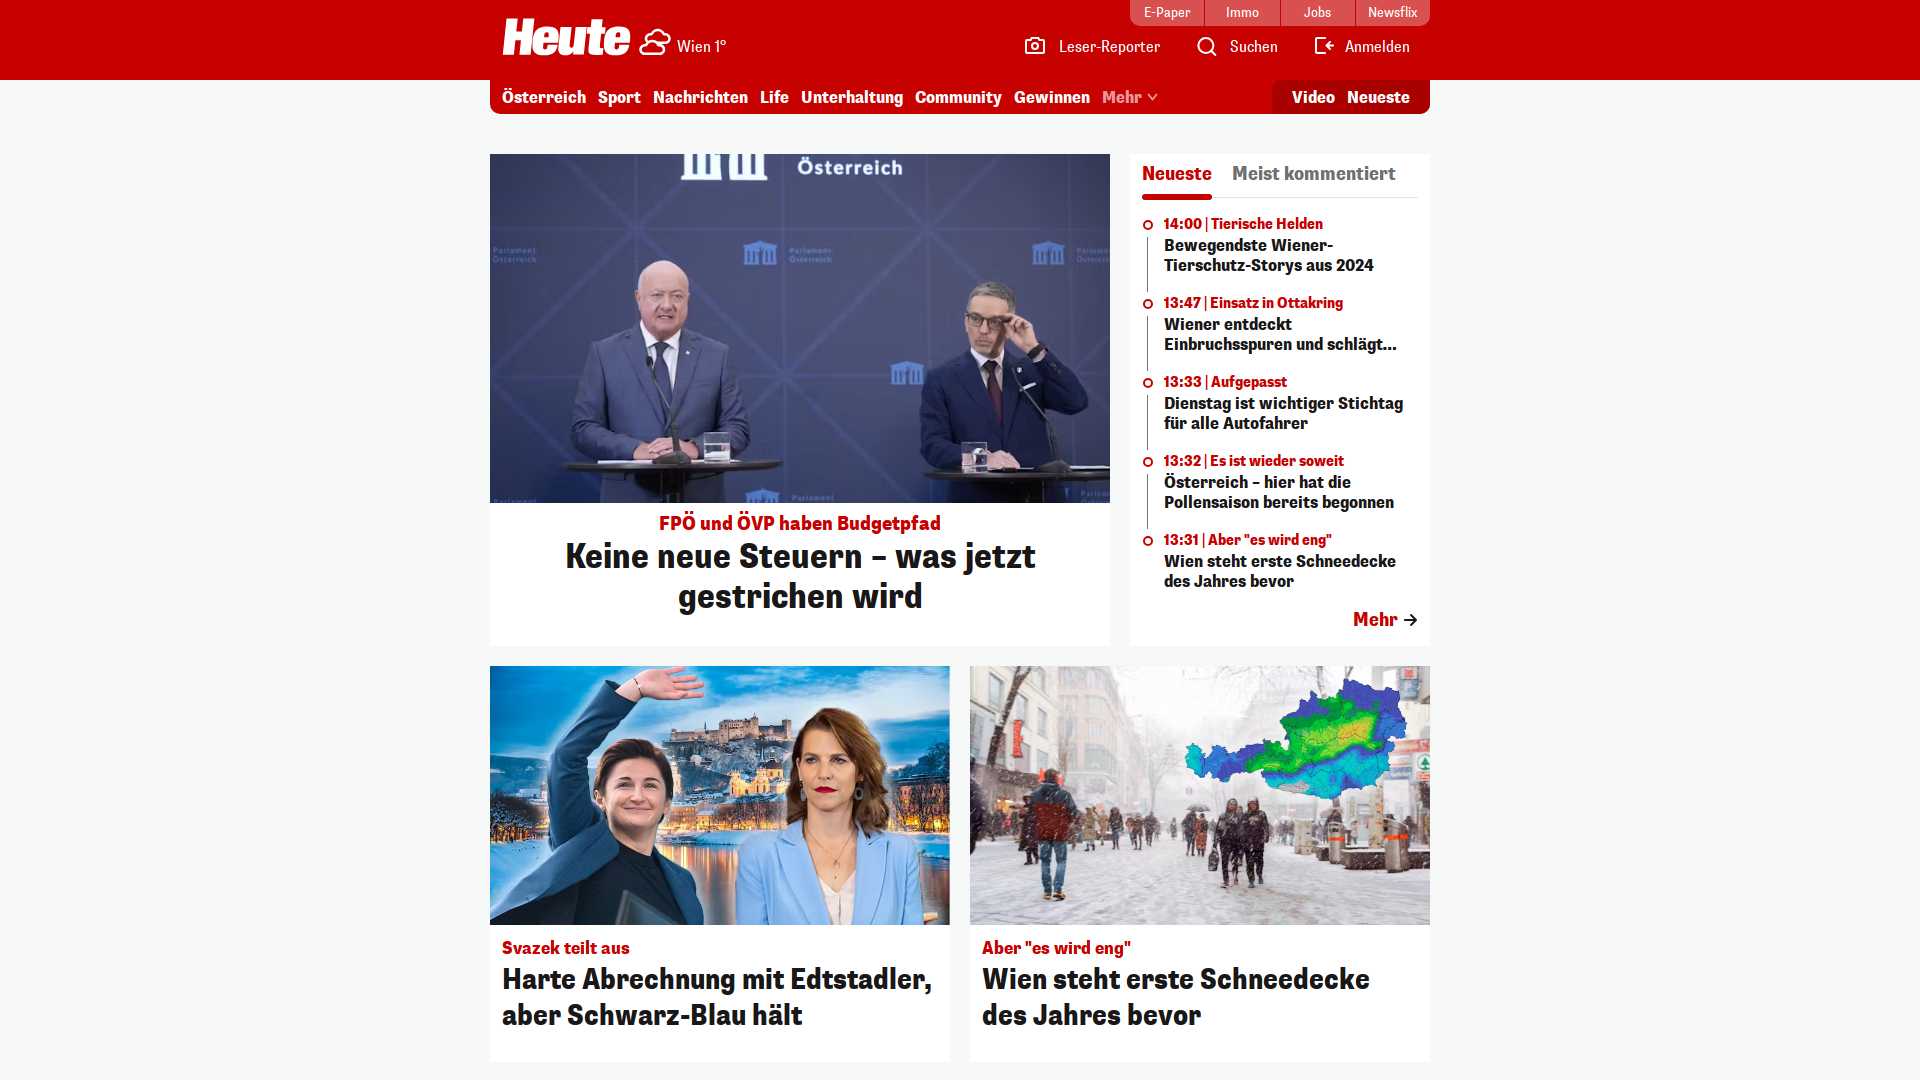 E-Paper
Immo
Jobs
Newsflix
Heute
Wien 1°
Leser-Reporter
Suchen
Anmelden
Österreich
Sport
Nachrichten
Life
Unterhaltung
Community
Gewinnen
Mehr
Video
Neueste
Österreich
Parlament
Österreich
Parlament
Österreich
Parlament
FPÖ und ÖVP haben Budgetpfad
Keine neue Steuern – was jetzt
gestrichen wird
Neueste
Meist kommentiert
14:00 | Tierische Helden
Bewegendste Wiener-
Tierschutz-Storys aus 2024
13:47 | Einsatz in Ottakring
Wiener entdeckt
Einbruchsspuren und schlägt...
13:33 | Aufgepasst
Dienstag ist wichtiger Stichtag
für alle Autofahrer
13:32 | Es ist wieder soweit
Österreich – hier hat die
Pollensaison bereits begonnen
13:31 | Aber "es wird eng"
Wien steht erste Schneedecke
des Jahres bevor
Mehr
Svazek teilt aus
Harte Abrechnung mit Edtstadler,
aber Schwarz-Blau hält
Aber "es wird eng"
Wien steht erste Schneedecke
des Jahres bevor